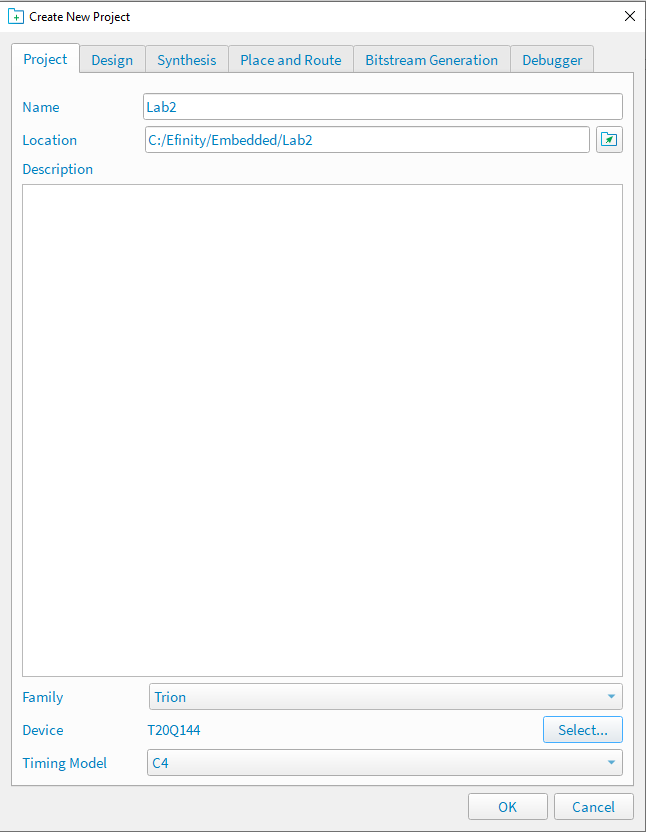 Create New Project
Project Design Synthesis Place and Route Bitstream Generation Debugger
Name Lab2
Location C:/Efinity/Embedded/Lab2
Description
Family Trion
Device T20Q144 Select...
Timing Model C4
OK Cancel